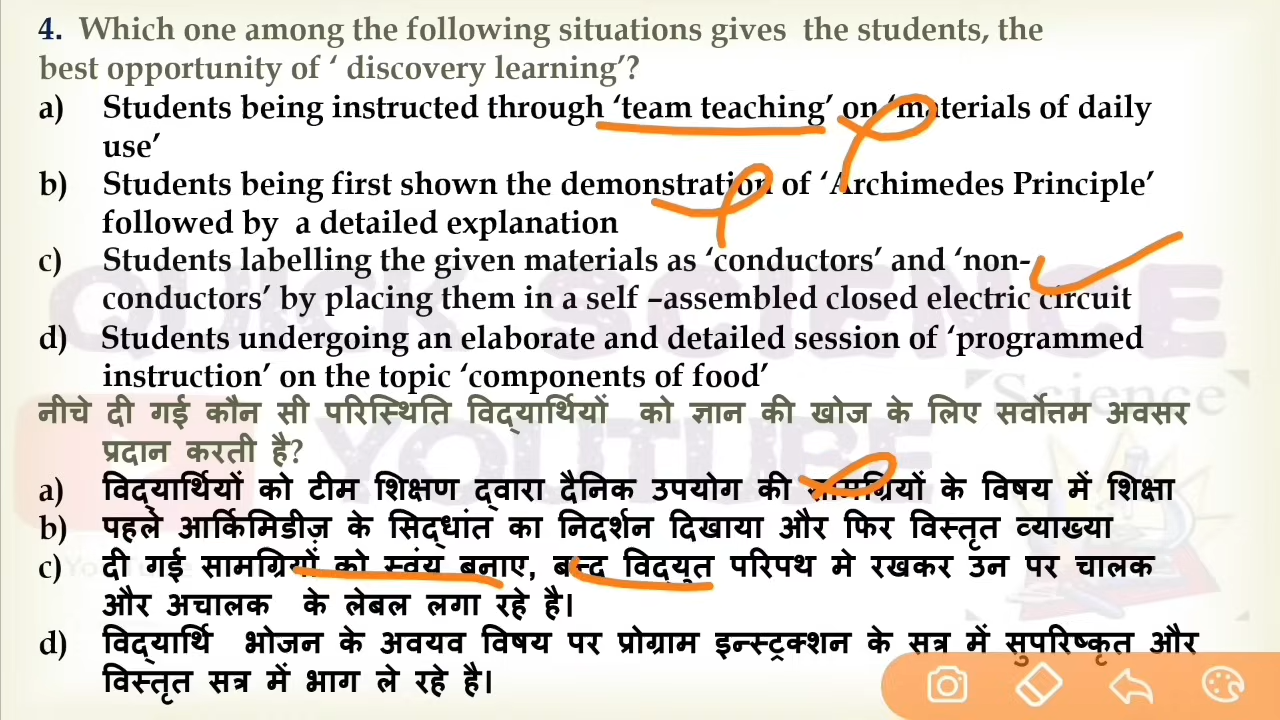 4. Which one among the following situations gives the students, the
best opportunity of ‘ discovery learning’?
a) Students being instructed through ‘team teaching’ on ‘materials of daily
use’
b) Students being first shown the demonstration of ‘Archimedes Principle’
followed by a detailed explanation
c) Students labelling the given materials as ‘conductors’ and ‘non-
conductors’ by placing them in a self –assembled closed electric circuit
d) Students undergoing an elaborate and detailed session of ‘programmed
instruction’ on the topic ‘components of food’
नीचे दी गई कौन सी परिस्थिति विद्यार्थियों को ज्ञान की खोज के लिए सर्वोत्तम अवसर
प्रदान करती है?
a) विद्यार्थियों को टीम शिक्षण द्वारा दैनिक उपयोग की सामग्रियों के विषय में शिक्षा
b) पहले आर्किमिडीज़ के सिद्धांत का निदर्शन दिखाया और फिर विस्तृत व्याख्या
c) दी गई सामग्रियों को स्वंय बनाए, बन्द विद्युत परिपथ मे रखकर उन पर चालक
और अचालक के लेबल लगा रहे है।
d) विद्यार्थि भोजन के अवयव विषय पर प्रोग्राम इन्स्ट्रक्शन के सत्र में सुपरिष्कृत और
विस्तृत सत्र में भाग ले रहे है।
QUICK SCIENCE
YOUTUBE
Science